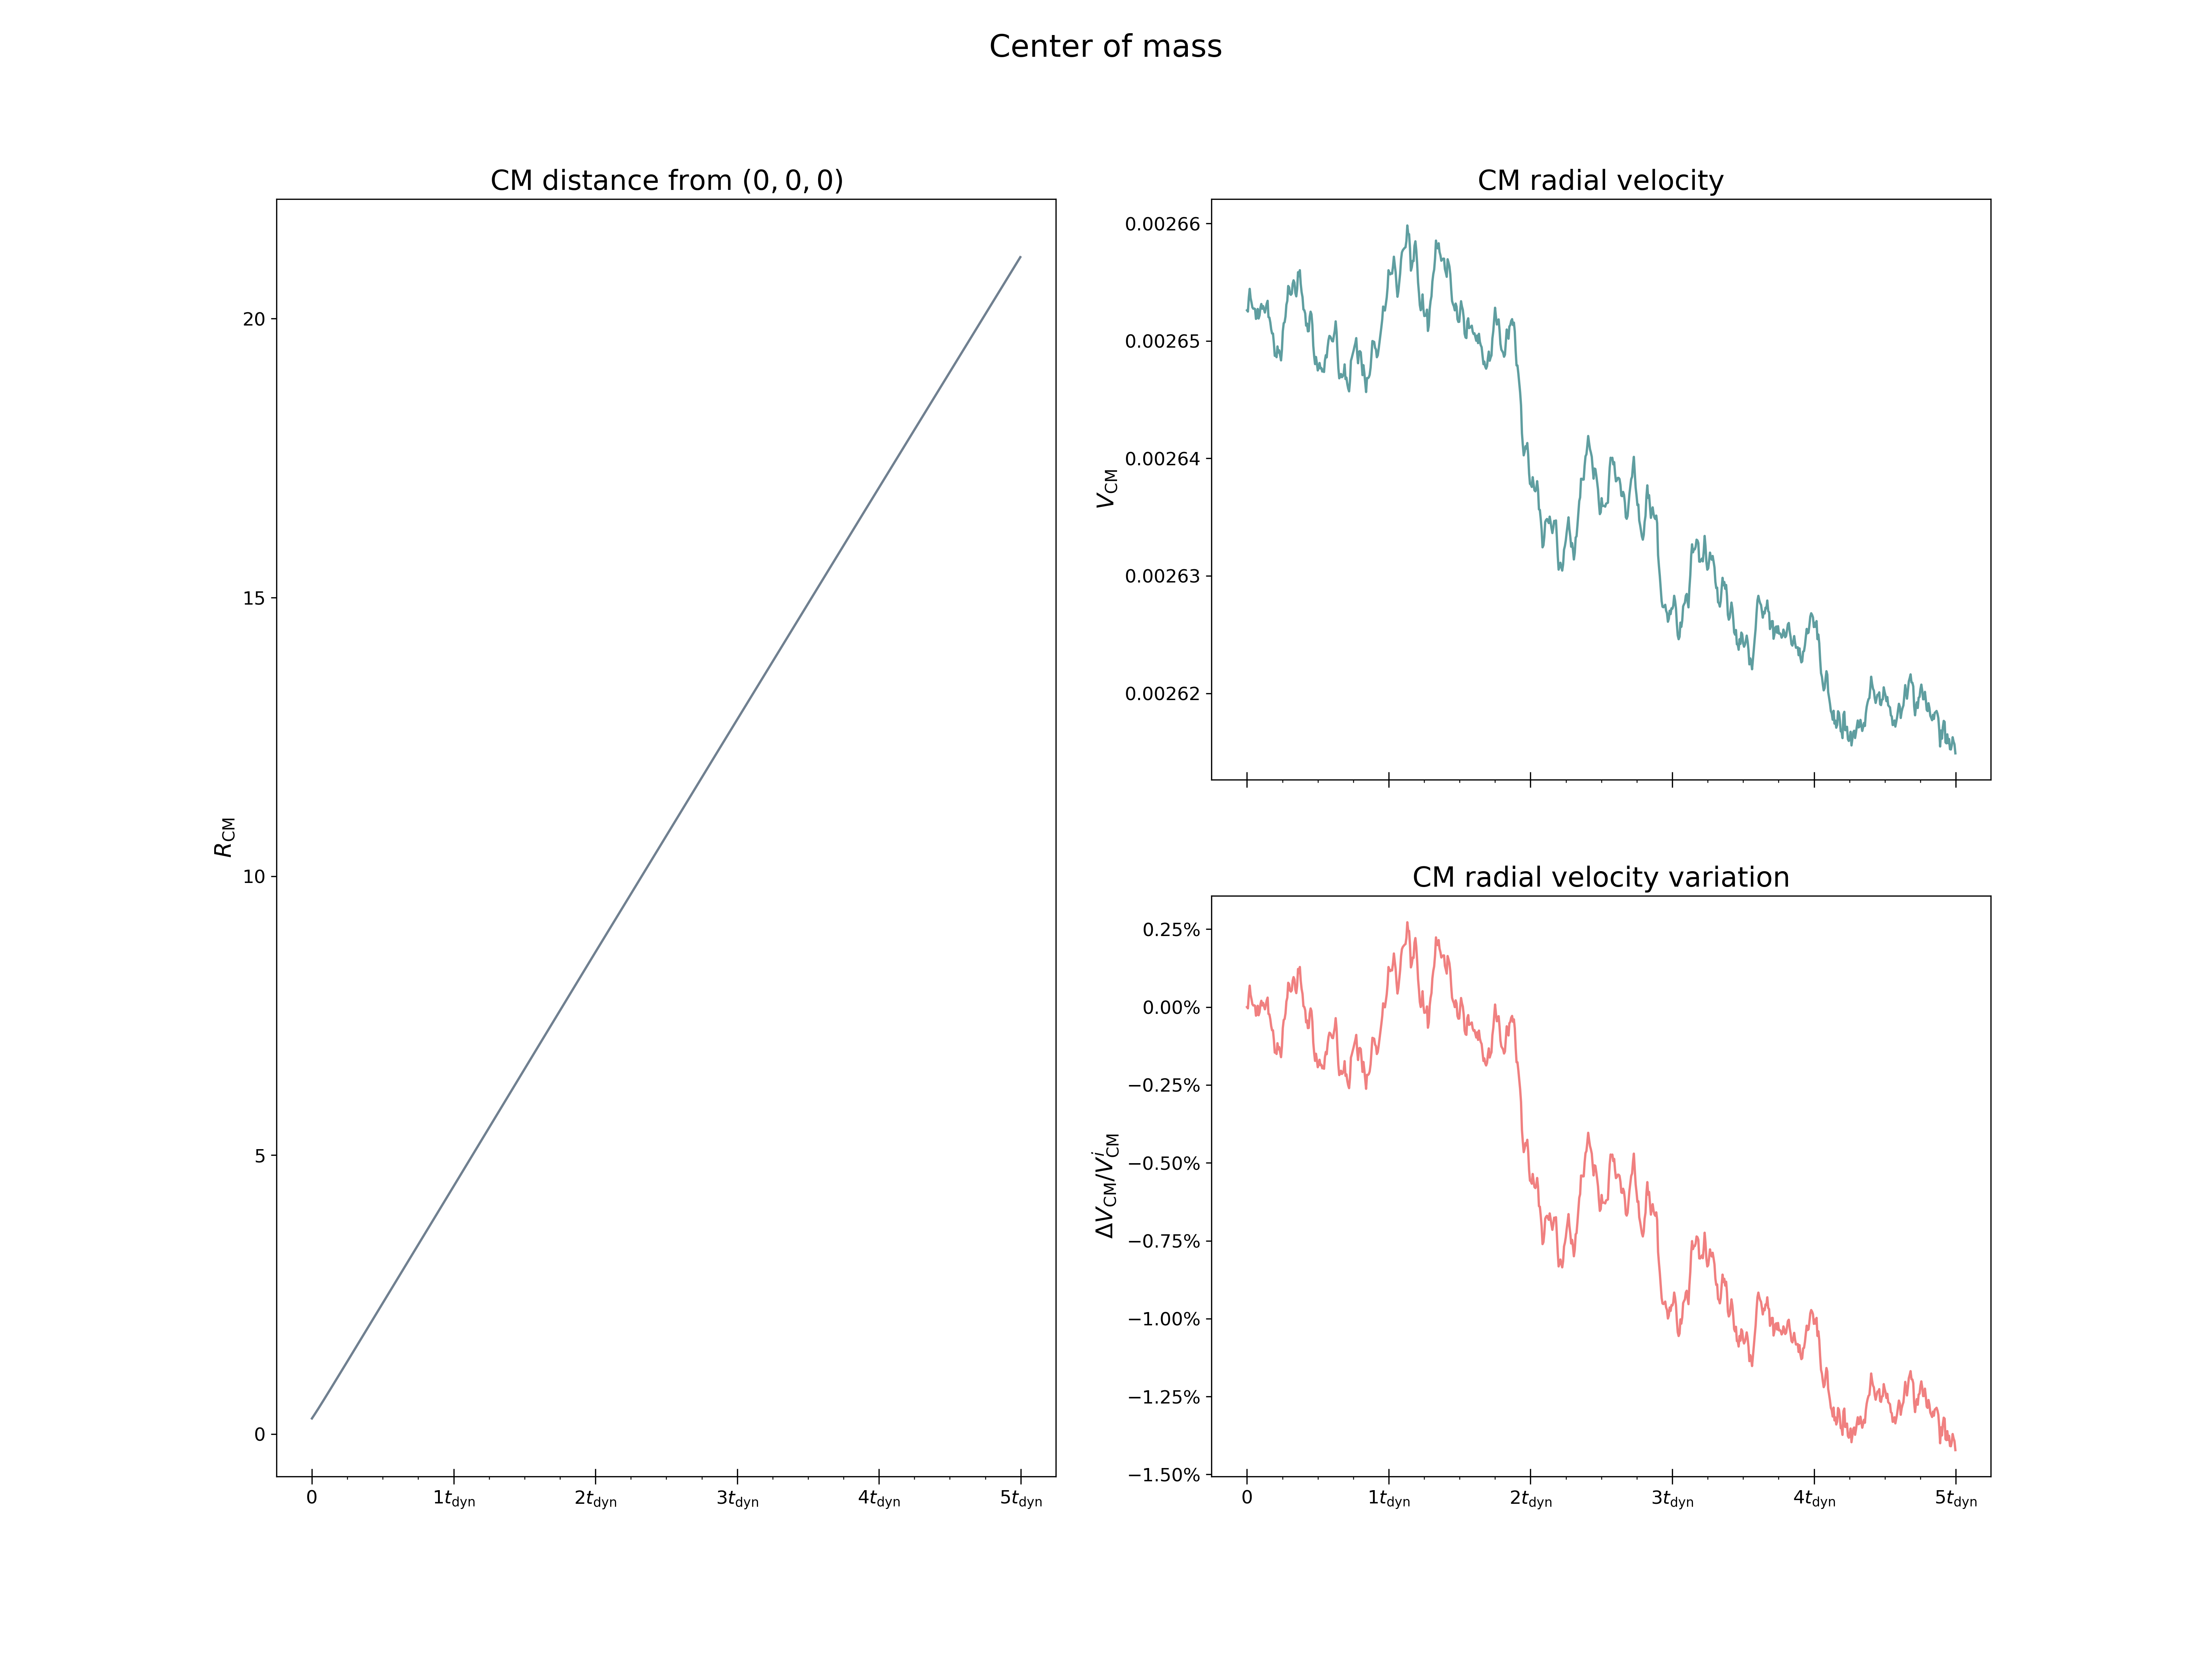 Center of mass
CM distance from (0, 0, 0)
R_CM
20
15
10
5
0
0 1t_dyn 2t_dyn 3t_dyn 4t_dyn 5t_dyn
CM radial velocity
V_CM
0.00266
0.00265
0.00264
0.00263
0.00262
CM radial velocity variation
ΔV_CM/V^i_CM
0.25%
0.00%
−0.25%
−0.50%
−0.75%
−1.00%
−1.25%
−1.50%
0 1t_dyn 2t_dyn 3t_dyn 4t_dyn 5t_dyn